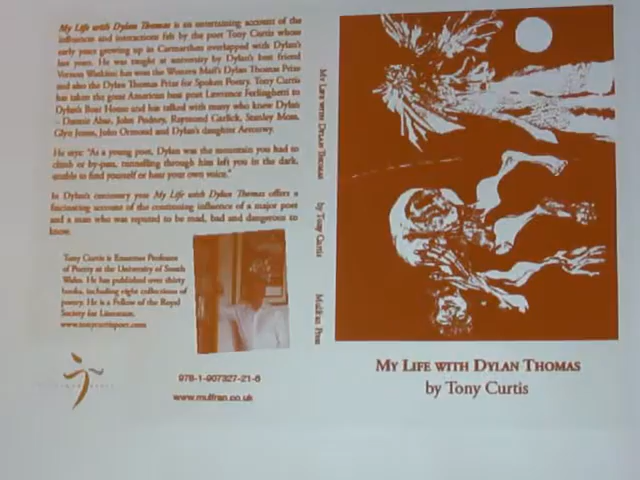 My Life with Dylan Thomas is an entertaining account of the
influences and interactions felt by the poet Tony Curtis whose
early years growing up in Carmarthen overlapped with Dylan's
last years. He was taught at university by Dylan's best friend
Vernon Watkins; has won the Western Mail's Dylan Thomas Prize
and also the Dylan Thomas Prize for Spoken Poetry. Tony Curtis
has taken the great American beat poet Lawrence Ferlinghetti to
Dylan's Boat House and has talked with many who knew Dylan
– Dannie Abse, John Pudney, Raymond Garlick, Stanley Moss,
Glyn Jones, John Ormond and Dylan's daughter Aeronwy.
He says: "As a young poet, Dylan was the mountain you had to
climb or by-pass, tunnelling through him left you in the dark,
unable to find yourself or hear your own voice."
In Dylan's centenary year My Life with Dylan Thomas offers a
fascinating account of the continuing influence of a major poet
and a man who was reputed to be mad, bad and dangerous to
know.
Tony Curtis is Emeritus Professor
of Poetry at the University of South
Wales. He has published over thirty
books, including eight collections of
poetry. He is a Fellow of the Royal
Society for Literature.
www.tonycurtispoet.com
978-1-907327-21-6
www.mulfran.co.uk
My Life with Dylan Thomas by Tony Curtis Mulfran Press
My Life with Dylan Thomas
by Tony Curtis